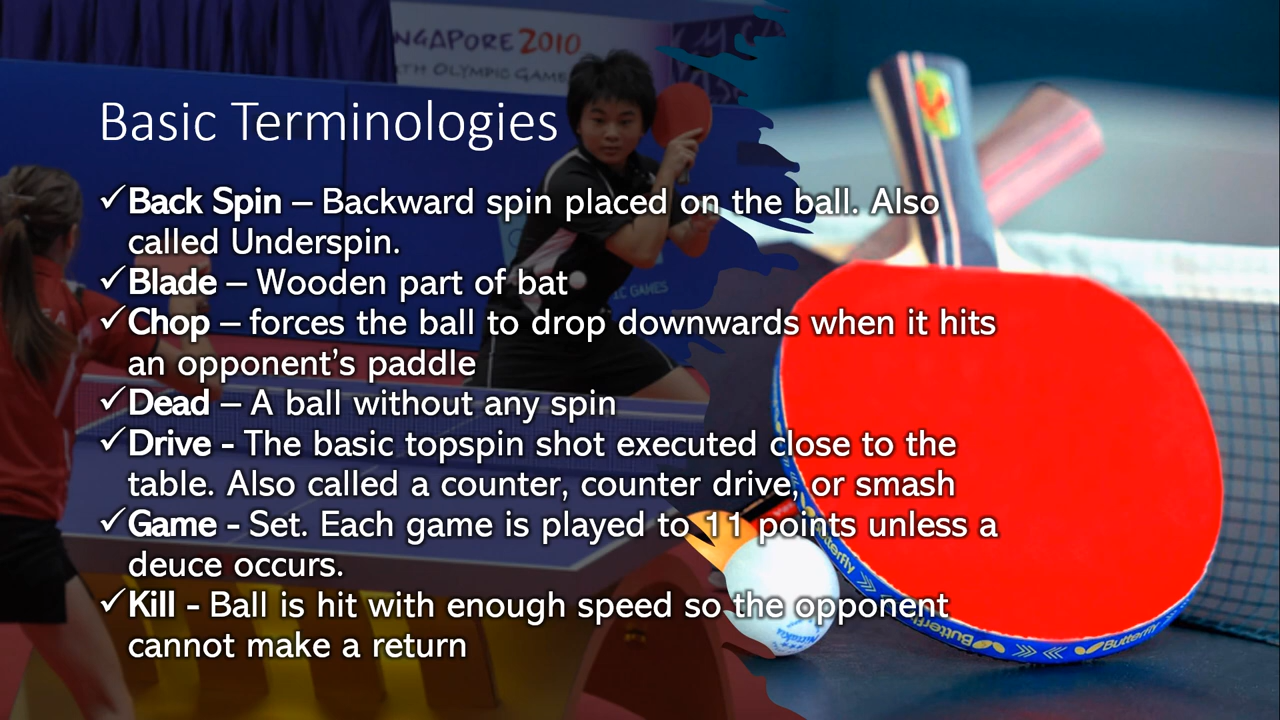 NGAPORE2010
TH OLYMPIC GAME
Basic Terminologies
✓Back Spin – Backward spin placed on the ball. Also
called Underspin.
✓Blade – Wooden part of bat
IC GAMES
✓Chop – forces the ball to drop downwards when it hits
an opponent’s paddle
✓Dead – A ball without any spin
✓Drive - The basic topspin shot executed close to the
table. Also called a counter, counter drive, or smash
✓Game - Set. Each game is played to 11 points unless a
deuce occurs.
✓Kill - Ball is hit with enough speed so the opponent
cannot make a return
Butterfly
Butterfly
Nittaku